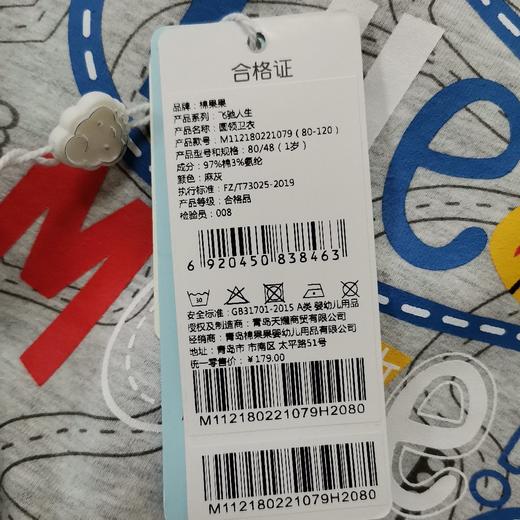 合格证
品牌：棉果果
产品系列：飞驰人生
产品名称：圆领卫衣
产品款号：M112180221079（80-120）
产品型号和规格：80/48（1岁）
成分：97%棉3%氨纶
颜色：麻灰
执行标准：FZ/T73025-2019
产品等级：合格品
检验员：008
6 920450 838463
30
安全标准：GB31701-2015 A类 婴幼儿用品
授权及制造商：青岛天耀商贸有限公司
经销商：青岛棉果果婴幼儿用品有限公司
地址：青岛市 市南区 太平路51号
统一零售价：¥179.00
M112180221079H2080
M112180221079H2080